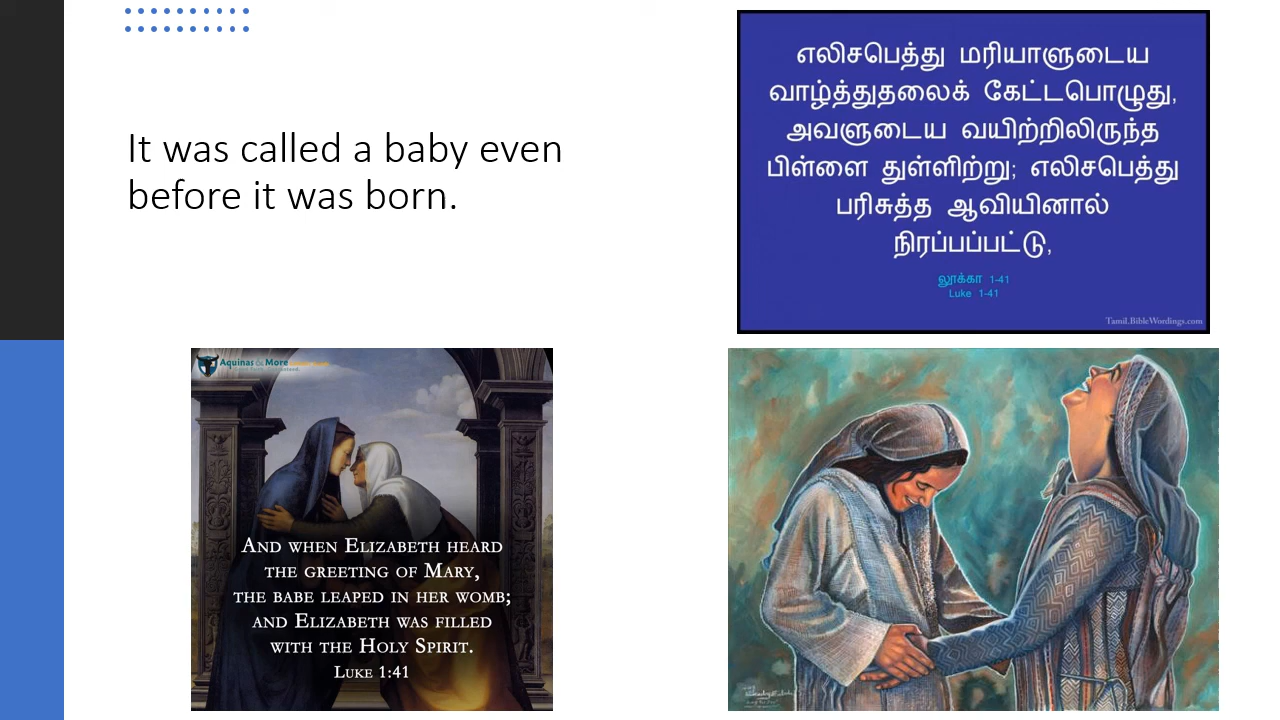 It was called a baby even
before it was born.
எலிசபெத்து மரியாளுடைய
வாழ்த்துதலைக் கேட்டபொழுது,
அவளுடைய வயிற்றிலிருந்த
பிள்ளை துள்ளிற்று; எலிசபெத்து
பரிசுத்த ஆவியினால்
நிரப்பப்பட்டு,
லூக்கா 1-41
Luke 1-41
Tamil.BibleWordings.com
Aquinas & More
And when Elizabeth heard
the greeting of Mary,
the babe leaped in her womb;
and Elizabeth was filled
with the Holy Spirit.
Luke 1:41